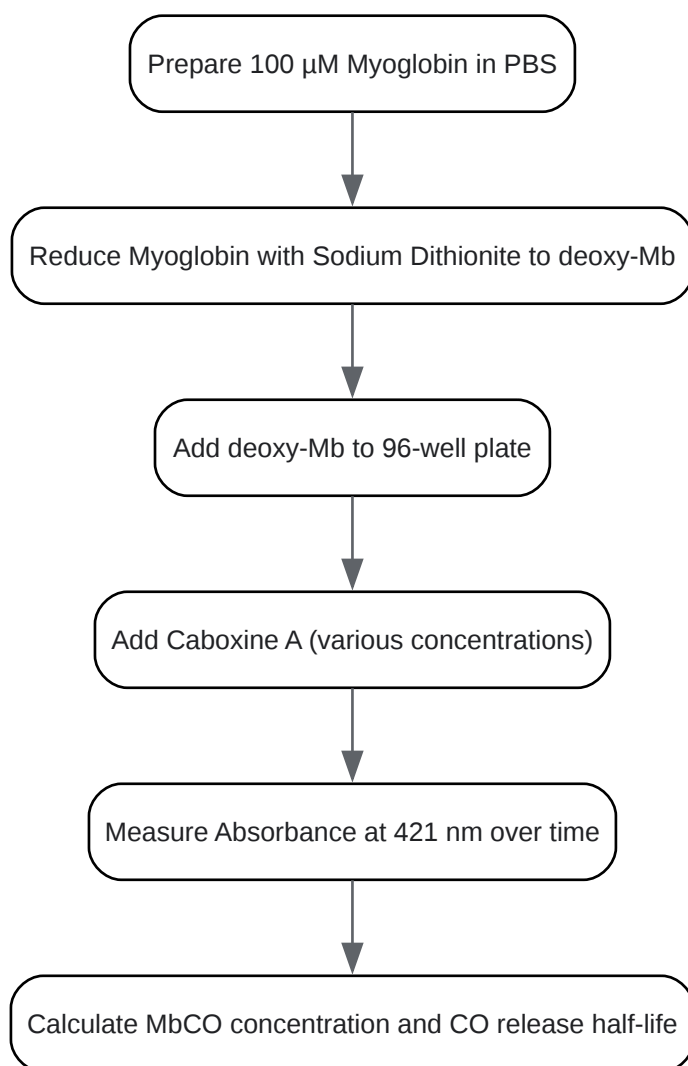 Prepare 100 µM Myoglobin in PBS
Reduce Myoglobin with Sodium Dithionite to deoxy-Mb
Add deoxy-Mb to 96-well plate
Add Caboxine A (various concentrations)
Measure Absorbance at 421 nm over time
Calculate MbCO concentration and CO release half-life